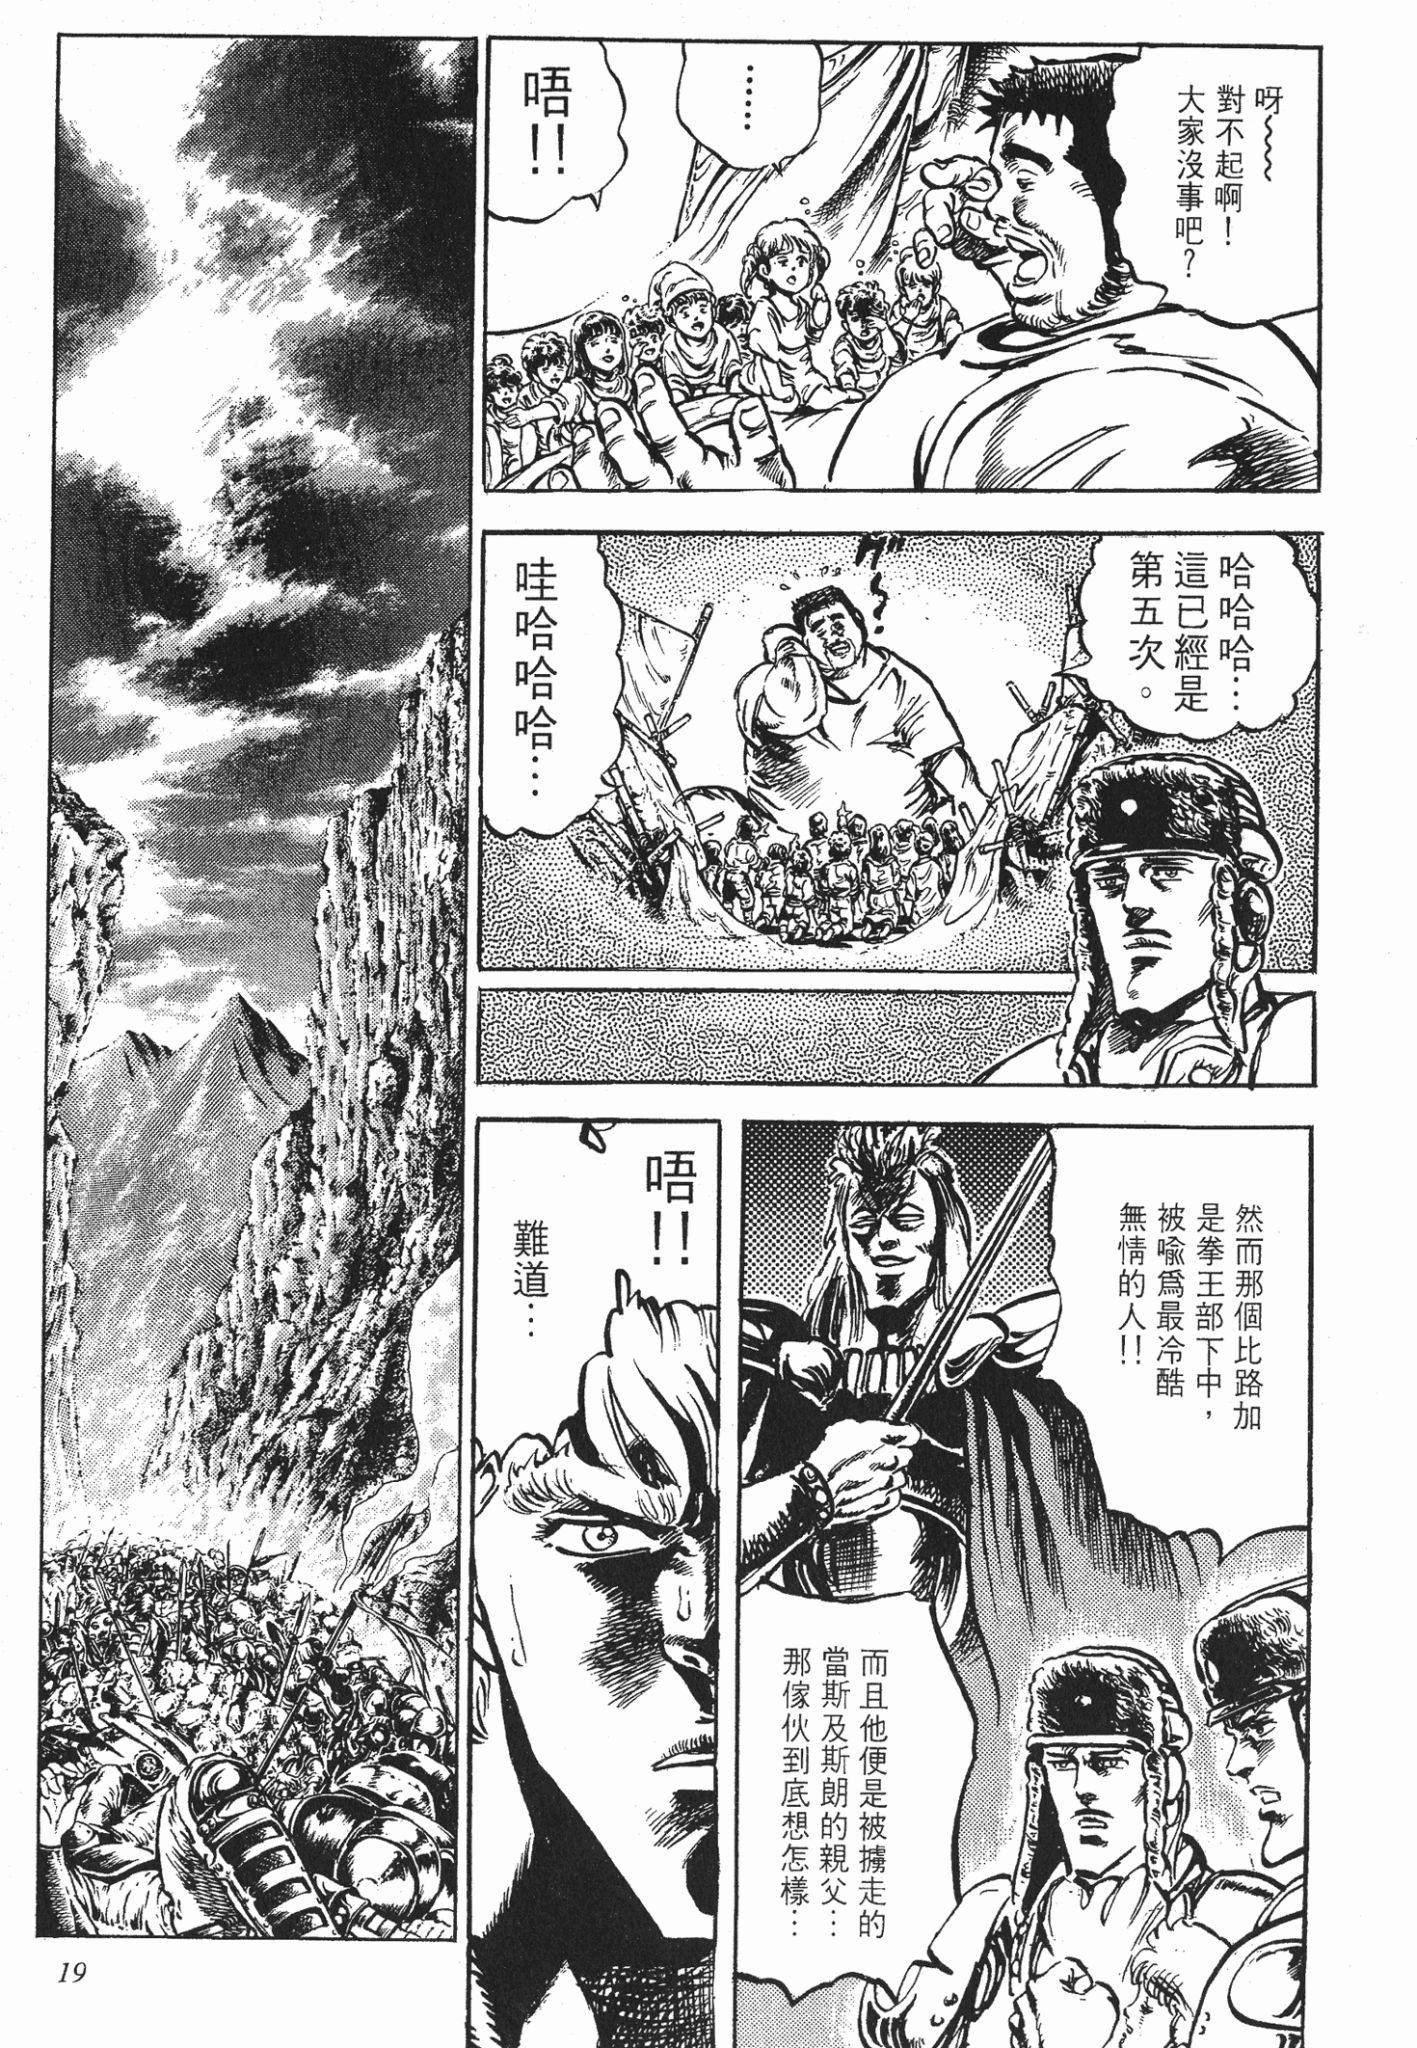 呀～～
對不起啊！
大家沒事吧？
……
唔!!
哈哈哈…
這已經是
第五次。
哇哈哈哈…
然而那個比路加
是拳王部下中，
被喻爲最冷酷
無情的人!!
而且他便是被擄走的
當斯及斯朗的親父…
那傢伙到底想怎樣…
唔!!
難道…
19